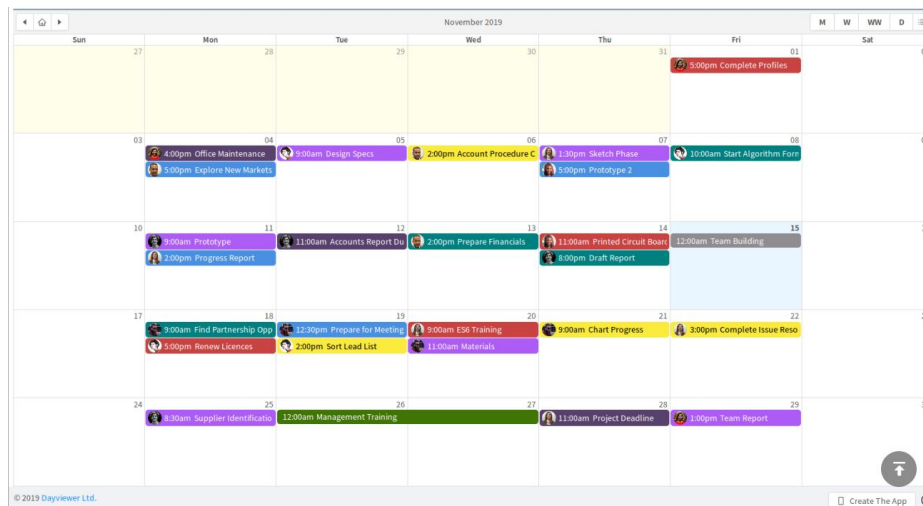 November 2019
M W WW D
Sun Mon Tue Wed Thu Fri Sat
27 28 29 30 31 01
5:00pm Complete Profiles
03 04 05 06 07 08
4:00pm Office Maintenance 9:00am Design Specs 2:00pm Account Procedure C 1:30pm Sketch Phase 10:00am Start Algorithm Form
5:00pm Explore New Markets 5:00pm Prototype 2
10 11 12 13 14 15
9:00am Prototype 11:00am Accounts Report Du 2:00pm Prepare Financials 11:00am Printed Circuit Board 12:00am Team Building
2:00pm Progress Report 8:00pm Draft Report
17 18 19 20 21 22
9:00am Find Partnership Opp 12:30pm Prepare for Meeting 9:00am ES6 Training 9:00am Chart Progress 3:00pm Complete Issue Reso
5:00pm Renew Licences 2:00pm Sort Lead List 11:00am Materials
24 25 26 27 28 29
8:30am Supplier Identificatio 12:00am Management Training 11:00am Project Deadline 1:00pm Team Report
© 2019 Dayviewer Ltd. Create The App